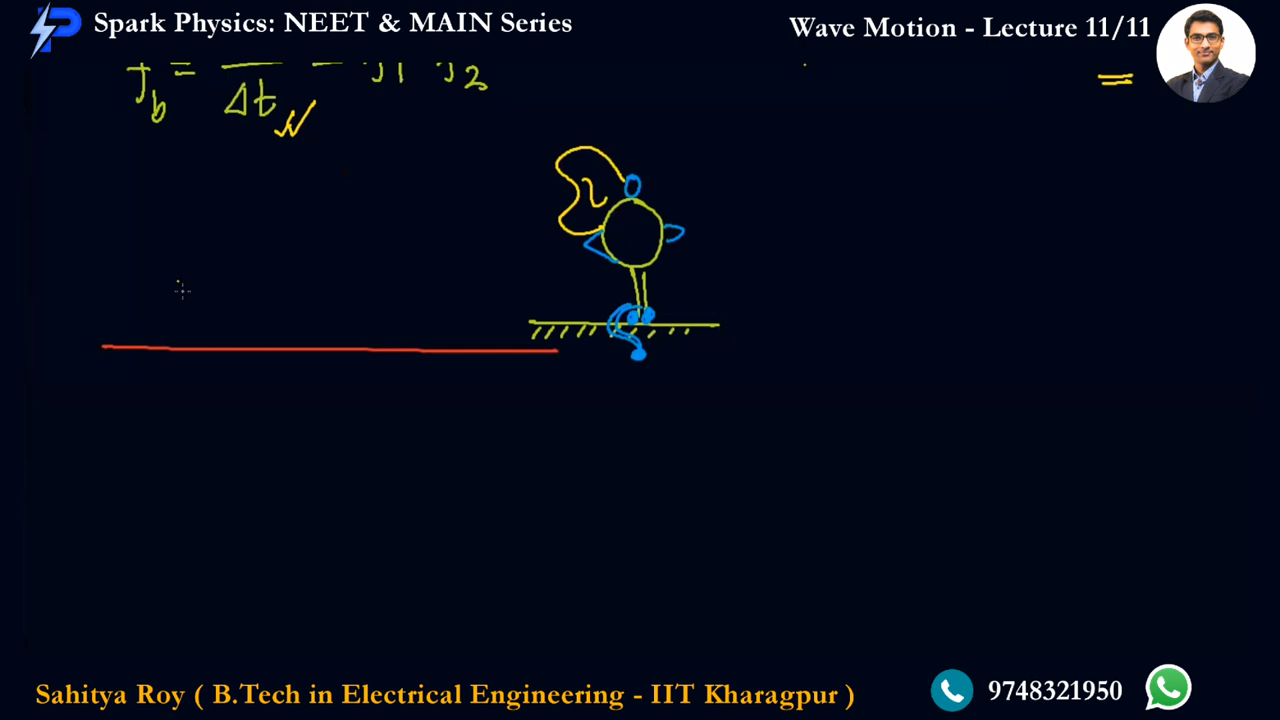 Spark Physics: NEET & MAIN Series
Wave Motion - Lecture 11/11
Δt
Sahitya Roy ( B.Tech in Electrical Engineering - IIT Kharagpur )
9748321950